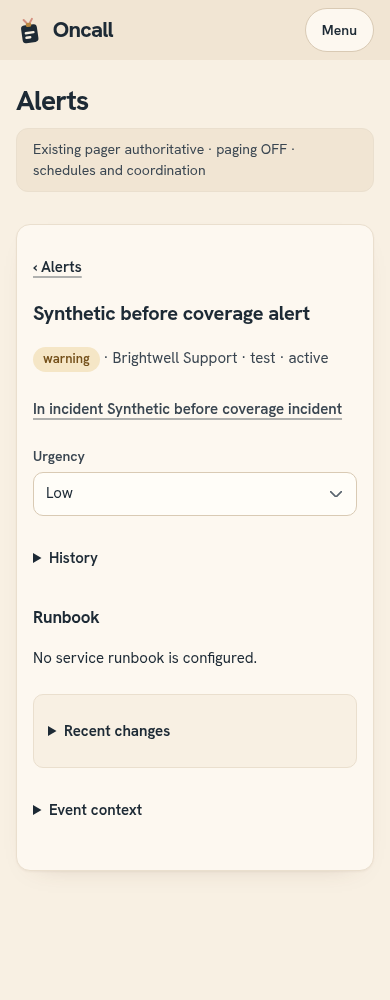 Oncall
Menu
Alerts
Existing pager authoritative · paging OFF ·
schedules and coordination
‹ Alerts
Synthetic before coverage alert
warning · Brightwell Support · test · active
In incident Synthetic before coverage incident
Urgency
Low
History
Runbook
No service runbook is configured.
Recent changes
Event context